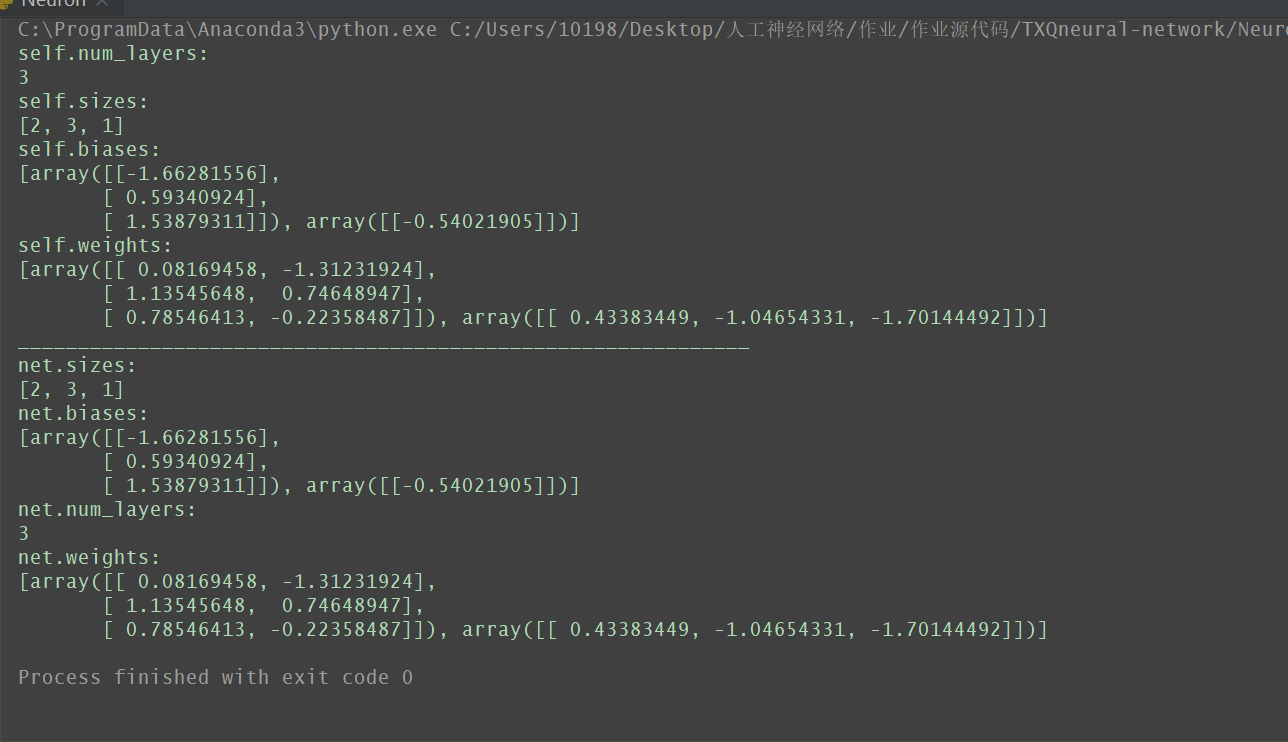 Neuron ×
C:\ProgramData\Anaconda3\python.exe C:/Users/10198/Desktop/人工神经网络/作业/作业源代码/TXQneural-network/Neuro
self.num_layers:
3
self.sizes:
[2, 3, 1]
self.biases:
[array([[-1.66281556],
       [ 0.59340924],
       [ 1.53879311]]), array([[-0.54021905]])]
self.weights:
[array([[ 0.08169458, -1.31231924],
       [ 1.13545648,  0.74648947],
       [ 0.78546413, -0.22358487]]), array([[ 0.43383449, -1.04654331, -1.70144492]])]
_____________________________________________________________
net.sizes:
[2, 3, 1]
net.biases:
[array([[-1.66281556],
       [ 0.59340924],
       [ 1.53879311]]), array([[-0.54021905]])]
net.num_layers:
3
net.weights:
[array([[ 0.08169458, -1.31231924],
       [ 1.13545648,  0.74648947],
       [ 0.78546413, -0.22358487]]), array([[ 0.43383449, -1.04654331, -1.70144492]])]
Process finished with exit code 0